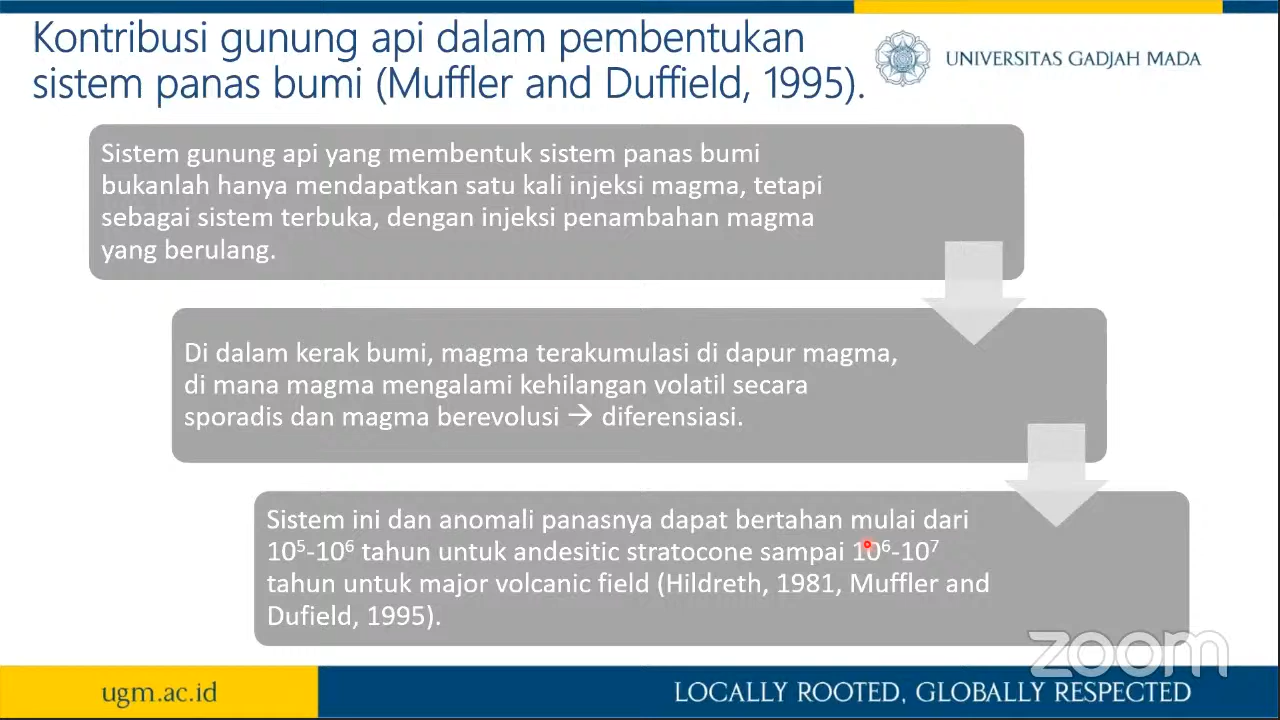 Kontribusi gunung api dalam pembentukan
sistem panas bumi (Muffler and Duffield, 1995).
UNIVERSITAS GADJAH MADA
Sistem gunung api yang membentuk sistem panas bumi
bukanlah hanya mendapatkan satu kali injeksi magma, tetapi
sebagai sistem terbuka, dengan injeksi penambahan magma
yang berulang.
Di dalam kerak bumi, magma terakumulasi di dapur magma,
di mana magma mengalami kehilangan volatil secara
sporadis dan magma berevolusi → diferensiasi.
Sistem ini dan anomali panasnya dapat bertahan mulai dari
10⁵-10⁶ tahun untuk andesitic stratocone sampai 10⁶-10⁷
tahun untuk major volcanic field (Hildreth, 1981, Muffler and
Dufield, 1995).
zoom
ugm.ac.id
LOCALLY ROOTED, GLOBALLY RESPECTED